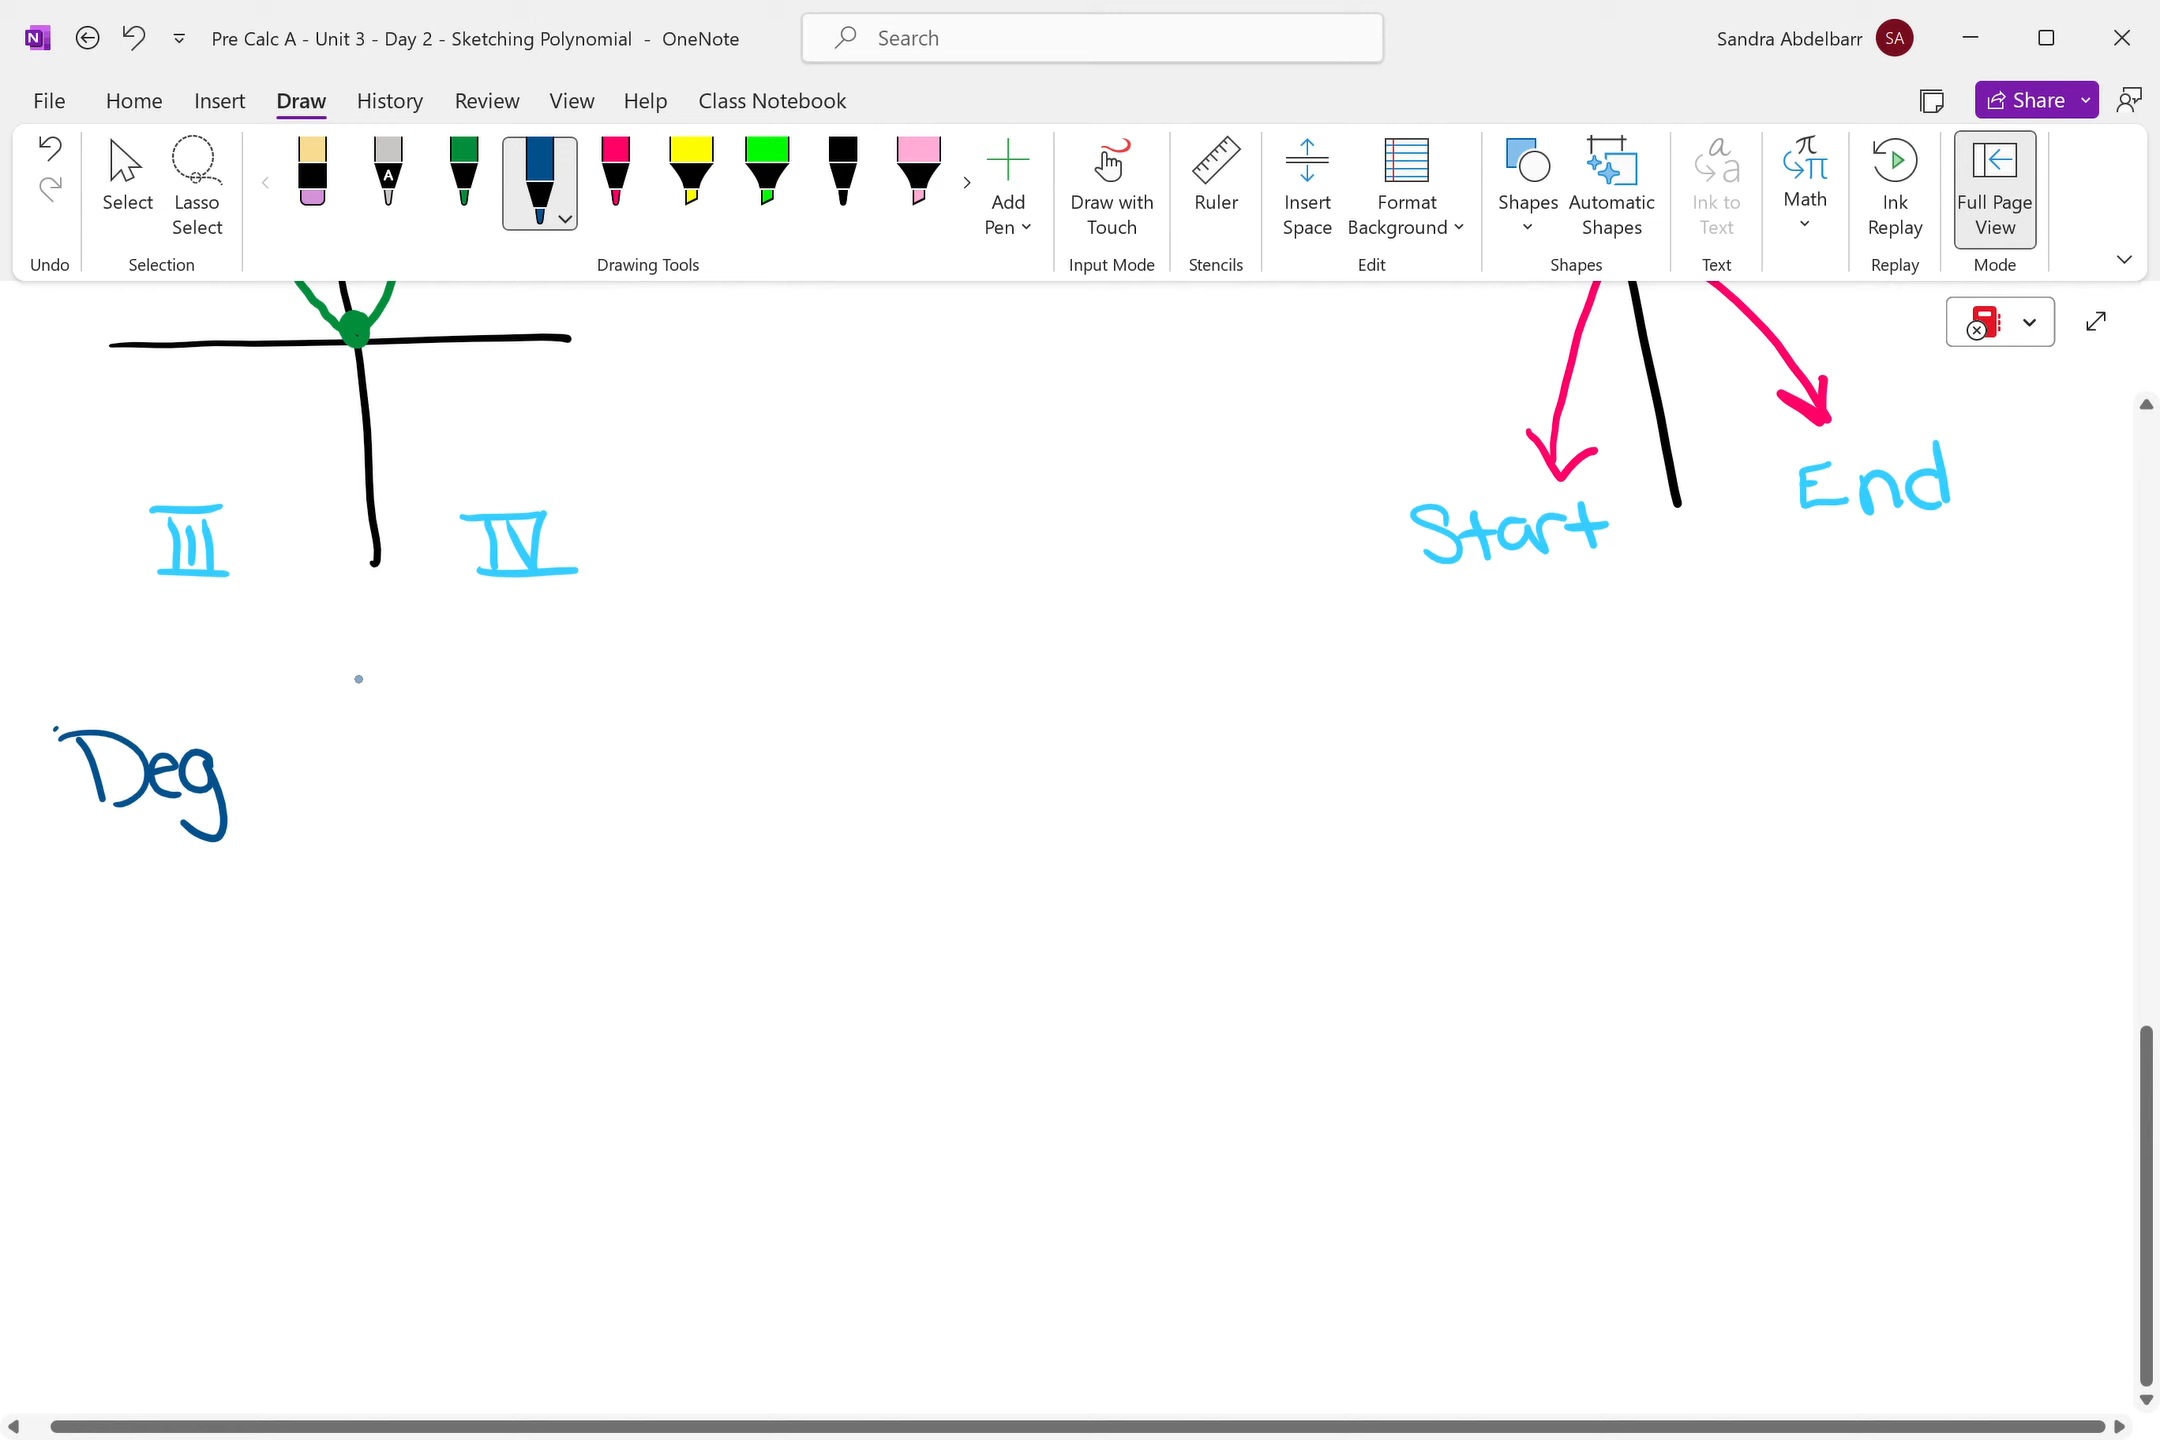 Pre Calc A - Unit 3 - Day 2 - Sketching Polynomial - OneNote
Search
Sandra Abdelbarr
SA
File Home Insert Draw History Review View Help Class Notebook
Share
Select
Lasso Select
Add Pen
Draw with Touch
Ruler
Insert Space
Format Background
Shapes
Automatic Shapes
Ink to Text
Math
Ink Replay
Full Page View
Undo Selection Drawing Tools Input Mode Stencils Edit Shapes Text Replay Mode
End
Start
III IV
Deg